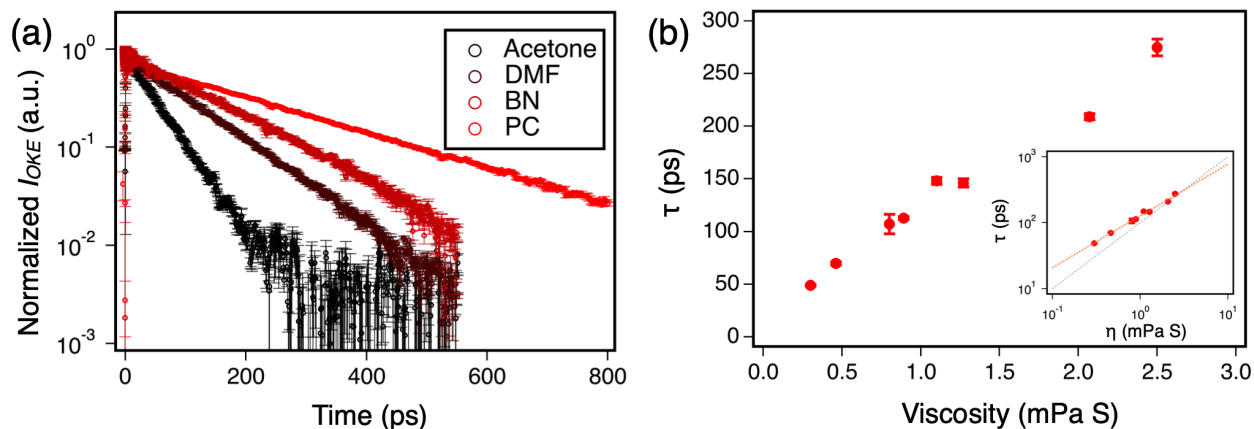 (a)
Normalized I_OKE (a.u.)
10^0
10^-1
10^-2
10^-3
Acetone
DMF
BN
PC
0
200
400
600
800
Time (ps)
(b)
τ (ps)
300
250
200
150
100
50
0
0.0
0.5
1.0
1.5
2.0
2.5
3.0
Viscosity (mPa S)
τ (ps)
10^3
10^2
10^1
10^-1
10^0
10^1
η (mPa S)